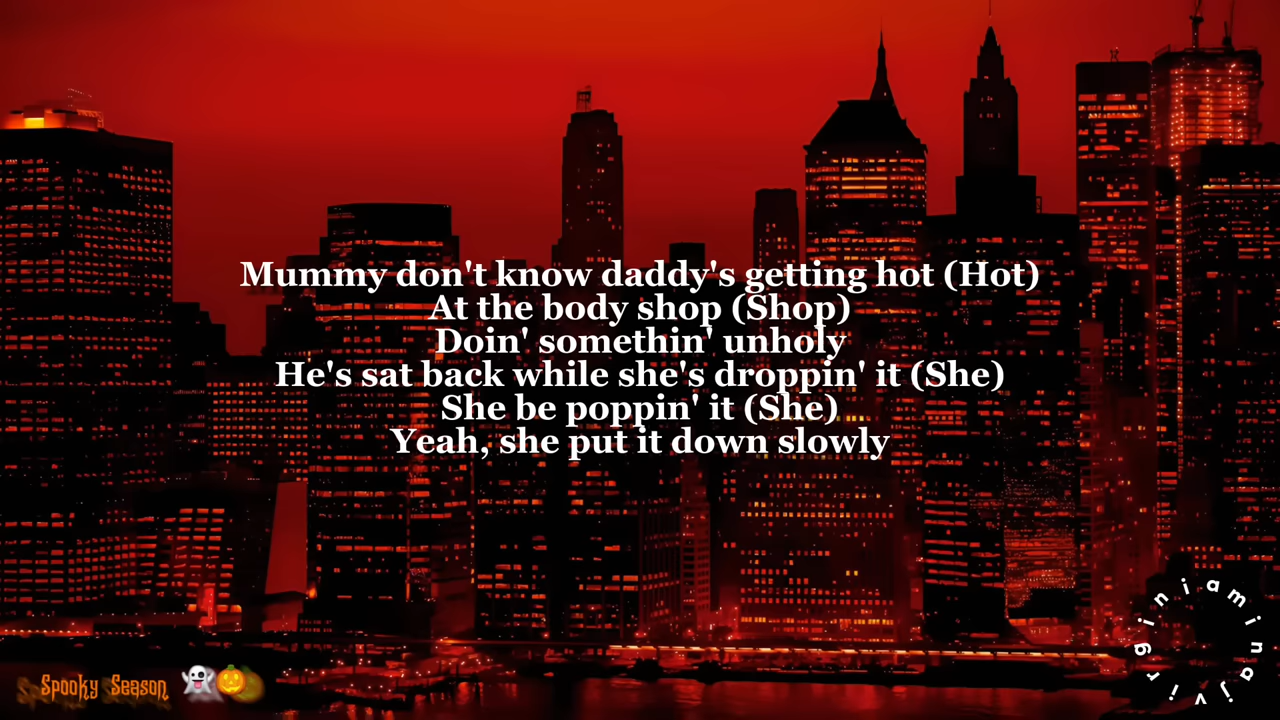 Mummy don't know daddy's getting hot (Hot)
At the body shop (Shop)
Doin' somethin' unholy
He's sat back while she's droppin' it (She)
She be poppin' it (She)
Yeah, she put it down slowly
Spooky Season 👻🎃
virginiaminaj